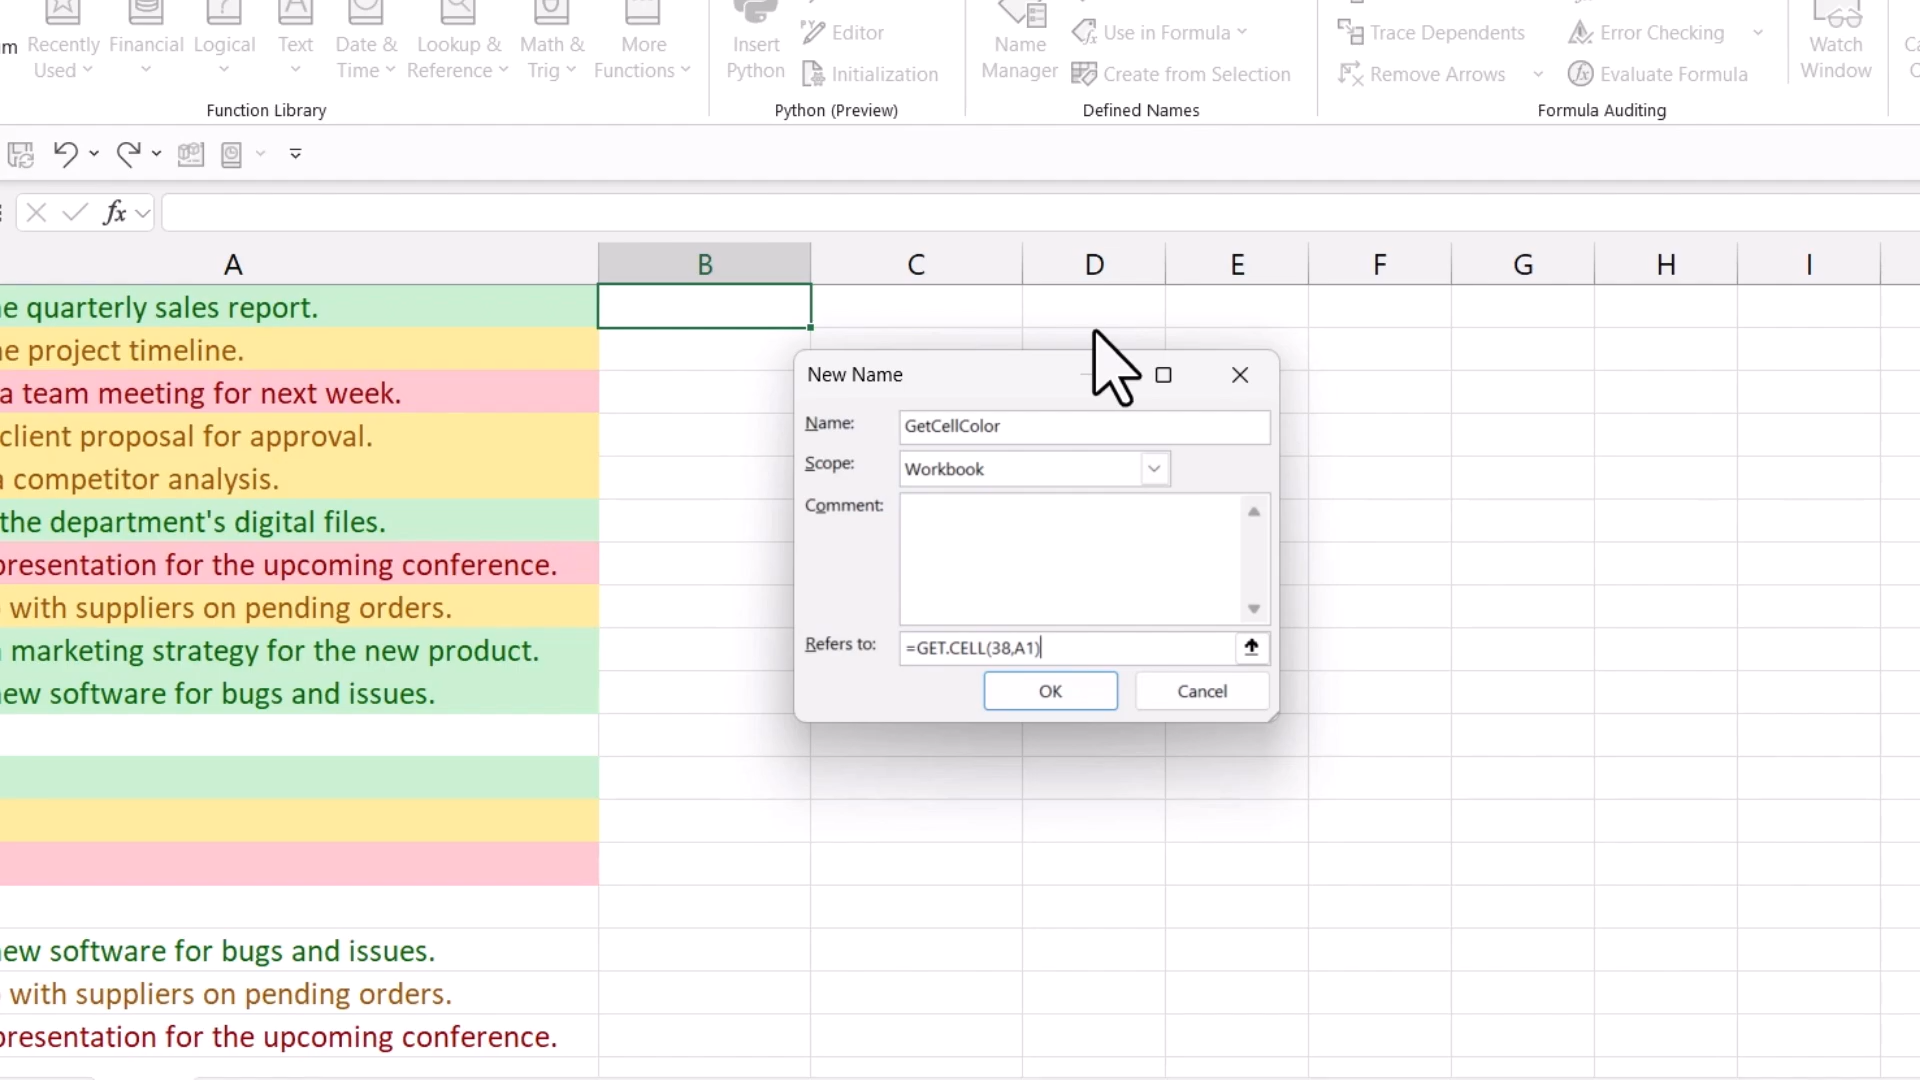 Recently Used
Financial
Logical
Text
Date & Time
Lookup & Reference
Math & Trig
More Functions
Function Library
Insert Python
Editor
Initialization
Python (Preview)
Name Manager
Use in Formula
Create from Selection
Defined Names
Trace Dependents
Remove Arrows
Error Checking
Evaluate Formula
Formula Auditing
Watch Window
fx
A B C D E F G H I
quarterly sales report.
project timeline.
a team meeting for next week.
client proposal for approval.
competitor analysis.
the department's digital files.
presentation for the upcoming conference.
with suppliers on pending orders.
marketing strategy for the new product.
software for bugs and issues.
software for bugs and issues.
with suppliers on pending orders.
presentation for the upcoming conference.
New Name
Name: GetCellColor
Scope: Workbook
Comment:
Refers to: =GET.CELL(38,A1)
OK Cancel